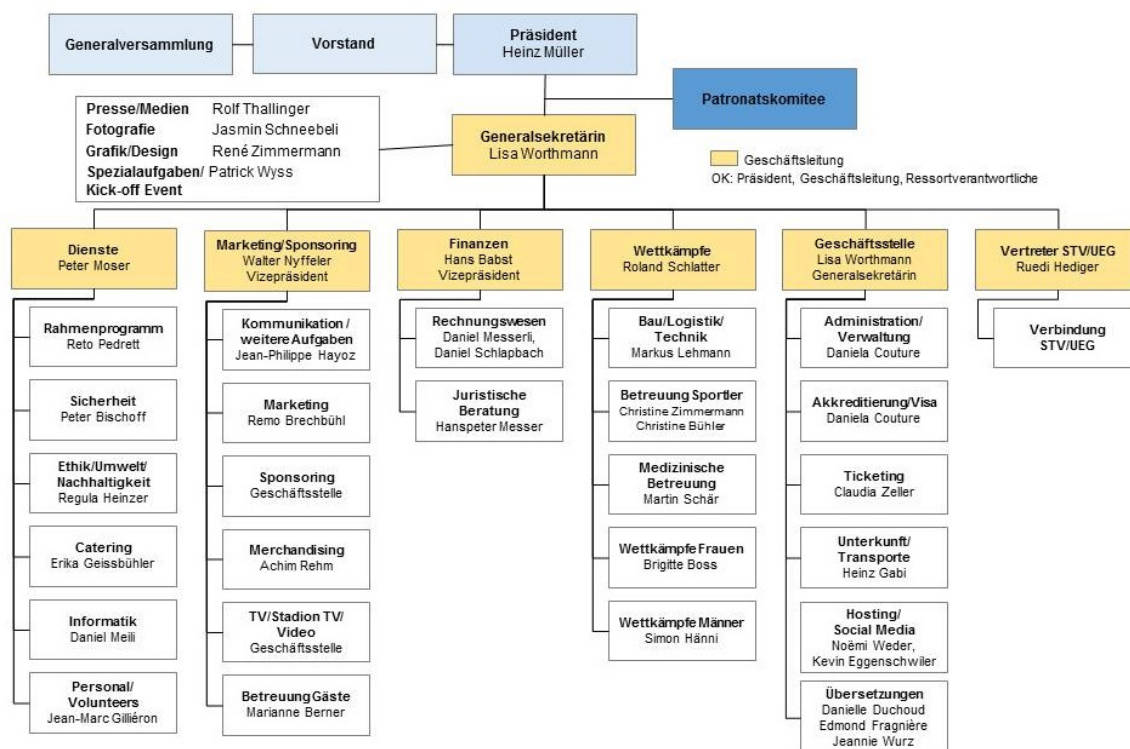 Generalversammlung
Vorstand
Präsident
Heinz Müller
Patronatskomitee
Presse/Medien Rolf Thallinger
Fotografie Jasmin Schneebeli
Grafik/Design René Zimmermann
Spezialaufgaben/ Patrick Wyss
Kick-off Event
Generalsekretärin
Lisa Worthmann
Geschäftsleitung
OK: Präsident, Geschäftsleitung, Ressortverantwortliche
Dienste
Peter Moser
Rahmenprogramm
Reto Pedrett
Sicherheit
Peter Bischoff
Ethik/Umwelt/
Nachhaltigkeit
Regula Heinzer
Catering
Erika Geissbühler
Informatik
Daniel Meili
Personal/
Volunteers
Jean-Marc Gilliéron
Marketing/Sponsoring
Walter Nyffeler
Vizepräsident
Kommunikation /
weitere Aufgaben
Jean-Philippe Hayoz
Marketing
Remo Brechbühl
Sponsoring
Geschäftsstelle
Merchandising
Achim Rehm
TV/Stadion TV/
Video
Geschäftsstelle
Betreuung Gäste
Marianne Berner
Finanzen
Hans Babst
Vizepräsident
Rechnungswesen
Daniel Messerli,
Daniel Schlapbach
Juristische
Beratung
Hanspeter Messer
Wettkämpfe
Roland Schlatter
Bau/Logistik/
Technik
Markus Lehmann
Betreuung Sportler
Christine Zimmermann
Christine Bühler
Medizinische
Betreuung
Martin Schär
Wettkämpfe Frauen
Brigitte Boss
Wettkämpfe Männer
Simon Hänni
Geschäftsstelle
Lisa Worthmann
Generalsekretärin
Administration/
Verwaltung
Daniela Couture
Akkreditierung/Visa
Daniela Couture
Ticketing
Claudia Zeller
Unterkunft/
Transporte
Heinz Gabi
Hosting/
Social Media
Noëmi Weder,
Kevin Eggenschwiler
Übersetzungen
Danielle Duchoud
Edmond Fragnière
Jeannie Wurz
Vertreter STV/UEG
Ruedi Hediger
Verbindung
STV/UEG